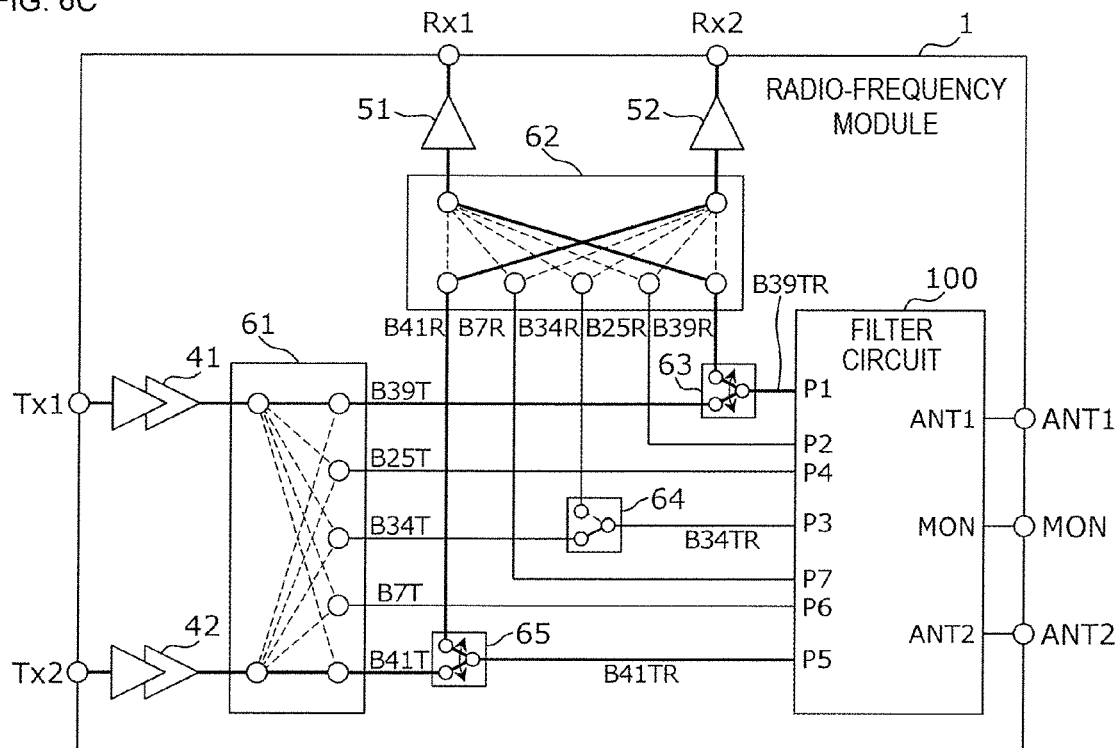 FIG. 6C
Rx1
Rx2
1
RADIO-FREQUENCY
MODULE
51
52
62
B41R
B7R
B34R
B25R
B39R
B39TR
100
FILTER
CIRCUIT
61
41
63
Tx1
B39T
P1
ANT1
ANT1
P2
B25T
P4
64
B34T
P3
B34TR
MON
MON
P7
B7T
P6
42
65
ANT2
ANT2
Tx2
B41T
B41TR
P5